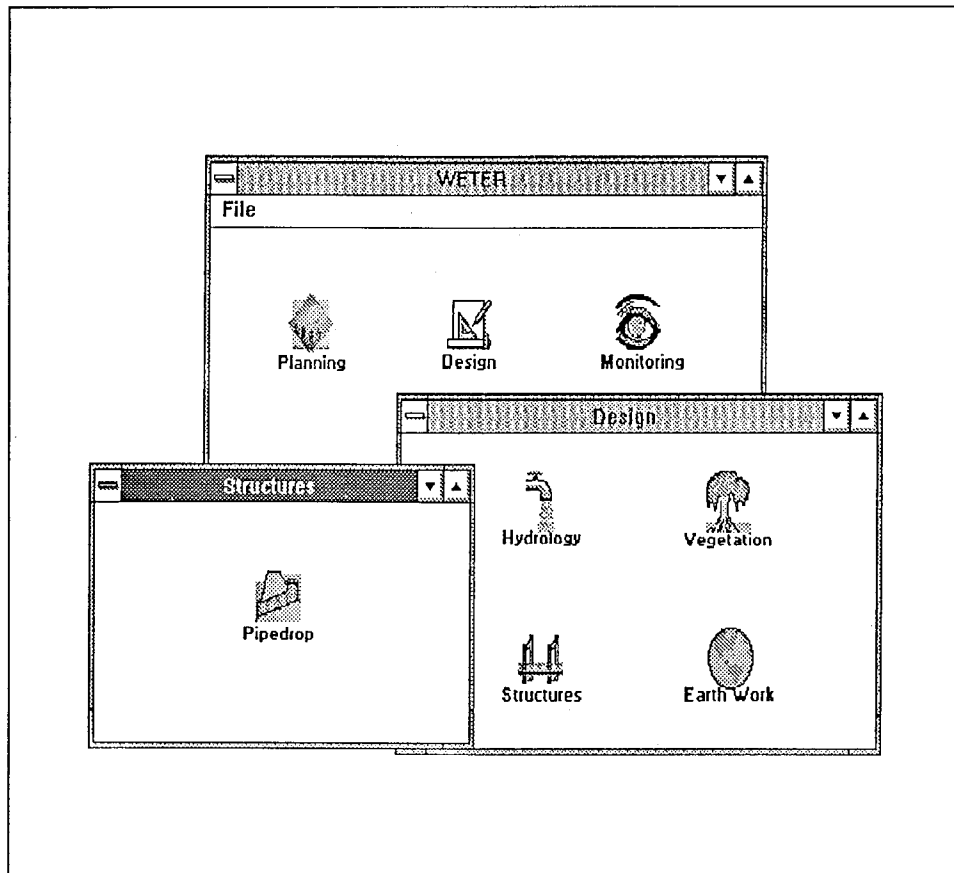 WETER
File
Planning Design Monitoring
Design
Structures
Hydrology Vegetation
Pipedrop
Structures Earth Work